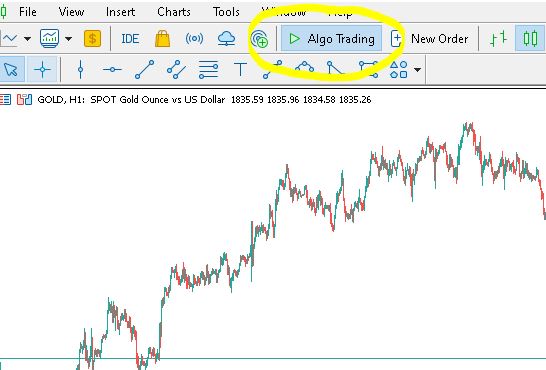 File View Insert Charts Tools Window Help
$ IDE Algo Trading New Order
T
GOLD, H1: SPOT Gold Ounce vs US Dollar 1835.59 1835.96 1834.58 1835.26